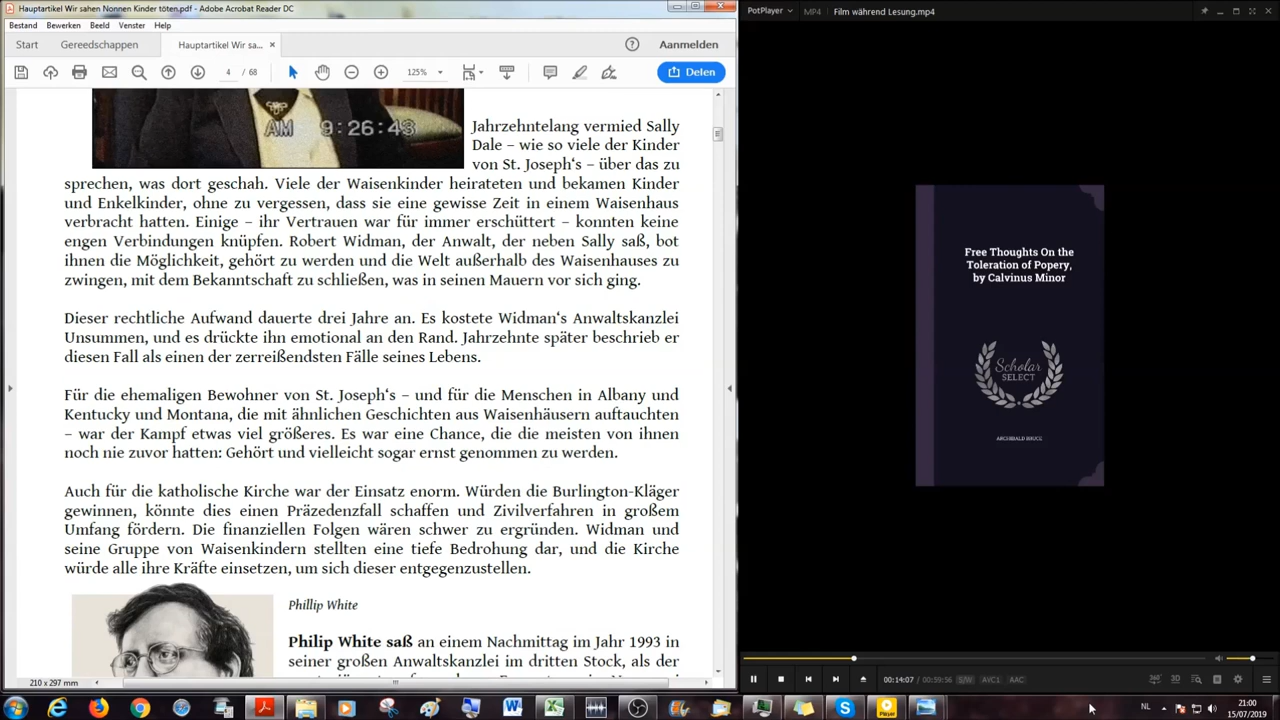 Hauptartikel Wir sahen Nonnen Kinder töten.pdf - Adobe Acrobat Reader DC
Bestand Bewerken Beeld Venster Help
Start Gereedschappen Hauptartikel Wir sa... × Aanmelden
4 / 68 125% Delen
AM 9:26:43
Jahrzehntelang vermied Sally
Dale – wie so viele der Kinder
von St. Joseph‘s – über das zu
sprechen, was dort geschah. Viele der Waisenkinder heirateten und bekamen Kinder
und Enkelkinder, ohne zu vergessen, dass sie eine gewisse Zeit in einem Waisenhaus
verbracht hatten. Einige – ihr Vertrauen war für immer erschüttert – konnten keine
engen Verbindungen knüpfen. Robert Widman, der Anwalt, der neben Sally saß, bot
ihnen die Möglichkeit, gehört zu werden und die Welt außerhalb des Waisenhauses zu
zwingen, mit dem Bekanntschaft zu schließen, was in seinen Mauern vor sich ging.
Dieser rechtliche Aufwand dauerte drei Jahre an. Es kostete Widman‘s Anwaltskanzlei
Unsummen, und es drückte ihn emotional an den Rand. Jahrzehnte später beschrieb er
diesen Fall als einen der zerreißendsten Fälle seines Lebens.
Für die ehemaligen Bewohner von St. Joseph‘s – und für die Menschen in Albany und
Kentucky und Montana, die mit ähnlichen Geschichten aus Waisenhäusern auftauchten
– war der Kampf etwas viel größeres. Es war eine Chance, die die meisten von ihnen
noch nie zuvor hatten: Gehört und vielleicht sogar ernst genommen zu werden.
Auch für die katholische Kirche war der Einsatz enorm. Würden die Burlington-Kläger
gewinnen, könnte dies einen Präzedenzfall schaffen und Zivilverfahren in großem
Umfang fördern. Die finanziellen Folgen wären schwer zu ergründen. Widman und
seine Gruppe von Waisenkindern stellten eine tiefe Bedrohung dar, und die Kirche
würde alle ihre Kräfte einsetzen, um sich dieser entgegenzustellen.
Phillip White
Philip White saß an einem Nachmittag im Jahr 1993 in
seiner großen Anwaltskanzlei im dritten Stock, als der
210 x 297 mm
PotPlayer MP4 Film während Lesung.mp4
Free Thoughts On the
Toleration of Popery,
by Calvinus Minor
Scholar
SELECT
ARCHIBALD BRUCE
00:14:07 / 00:59:56 S/W AVC1 AAC
3D
NL 21:00
15/07/2019